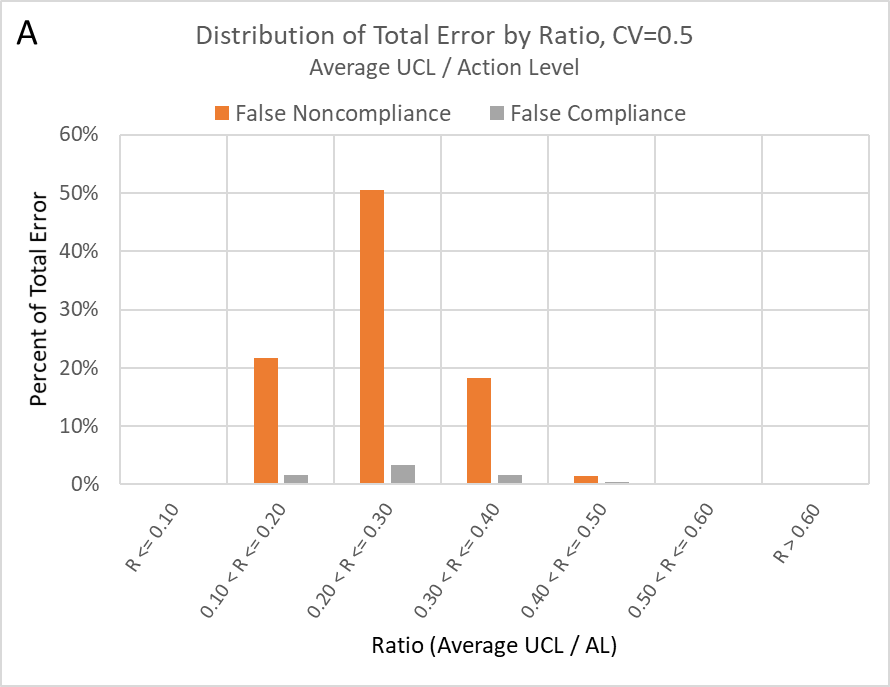 A
Distribution of Total Error by Ratio, CV=0.5
Average UCL / Action Level
False Noncompliance False Compliance
60%
50%
40%
30%
20%
10%
0%
Percent of Total Error
R <= 0.10
0.10 < R <= 0.20
0.20 < R <= 0.30
0.30 < R <= 0.40
0.40 < R <= 0.50
0.50 < R <= 0.60
R > 0.60
Ratio (Average UCL / AL)